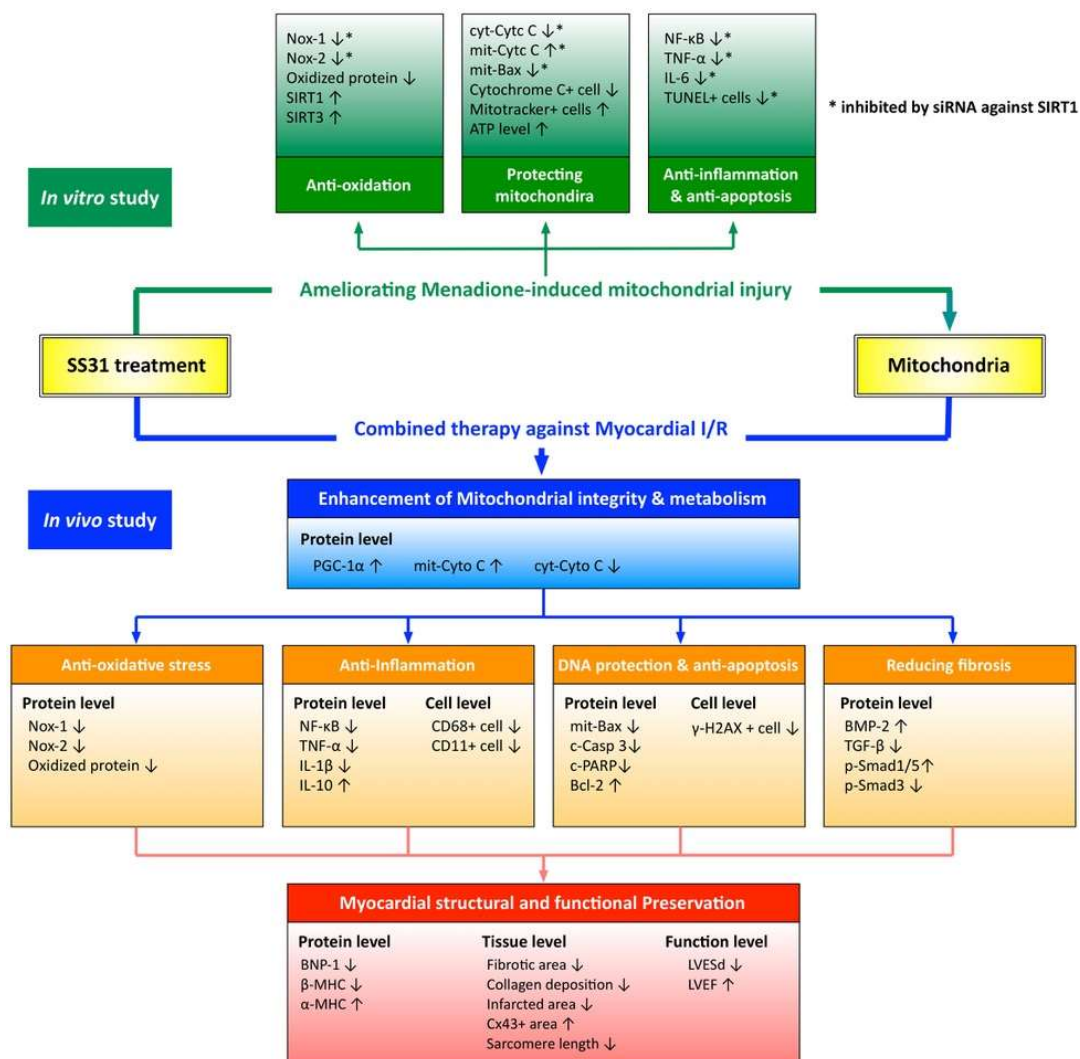 Nox-1 ↓*
Nox-2 ↓*
Oxidized protein ↓
SIRT1 ↑
SIRT3 ↑
Anti-oxidation
cyt-Cytc C ↓*
mit-Cytc C ↑*
mit-Bax ↓*
Cytochrome C+ cell ↓
Mitotracker+ cells ↑
ATP level ↑
Protecting
mitochondira
NF-κB ↓*
TNF-α ↓*
IL-6 ↓*
TUNEL+ cells ↓*
Anti-inflammation
& anti-apoptosis
* inhibited by siRNA against SIRT1
In vitro study
Ameliorating Menadione-induced mitochondrial injury
SS31 treatment
Mitochondria
Combined therapy against Myocardial I/R
In vivo study
Enhancement of Mitochondrial integrity & metabolism
Protein level
PGC-1α ↑ mit-Cyto C ↑ cyt-Cyto C ↓
Anti-oxidative stress
Protein level
Nox-1 ↓
Nox-2 ↓
Oxidized protein ↓
Anti-Inflammation
Protein level
NF-κB ↓
TNF-α ↓
IL-1β ↓
IL-10 ↑
Cell level
CD68+ cell ↓
CD11+ cell ↓
DNA protection & anti-apoptosis
Protein level
mit-Bax ↓
c-Casp 3↓
c-PARP↓
Bcl-2 ↑
Cell level
γ-H2AX + cell ↓
Reducing fibrosis
Protein level
BMP-2 ↑
TGF-β ↓
p-Smad1/5↑
p-Smad3 ↓
Myocardial structural and functional Preservation
Protein level
BNP-1 ↓
β-MHC ↓
α-MHC ↑
Tissue level
Fibrotic area ↓
Collagen deposition ↓
Infarcted area ↓
Cx43+ area ↑
Sarcomere length ↓
Function level
LVESd ↓
LVEF ↑